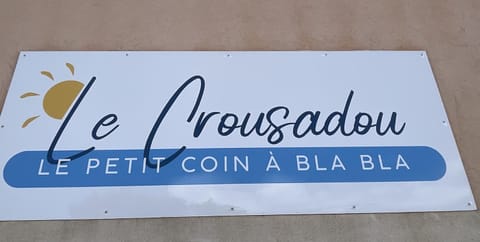 Le Crousadou
LE PETIT COIN À BLA BLA